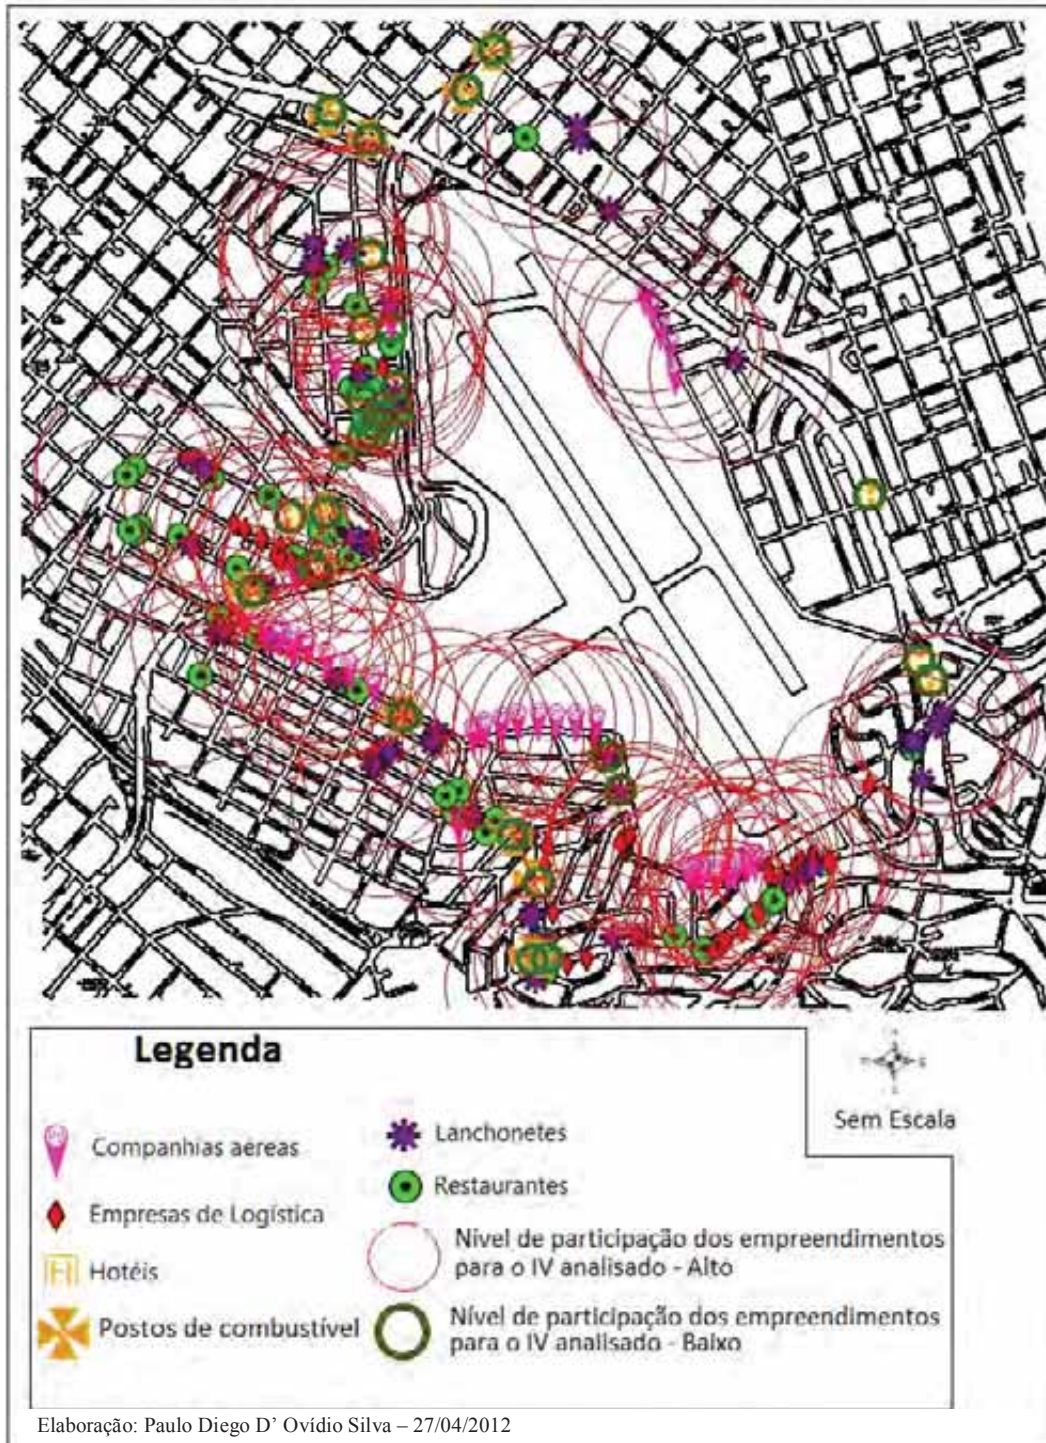 Legenda
Companhias aereas
Empresas de Logística
Hotéis
Postos de combustível
Lanchonetes
Restaurantes
Nivel de participação dos empreendimentos
para o IV analisado - Alto
Nível de participação dos empreendimentos
para o IV analisado - Baixo
Sem Escala
Elaboração: Paulo Diego D’ Ovídio Silva – 27/04/2012